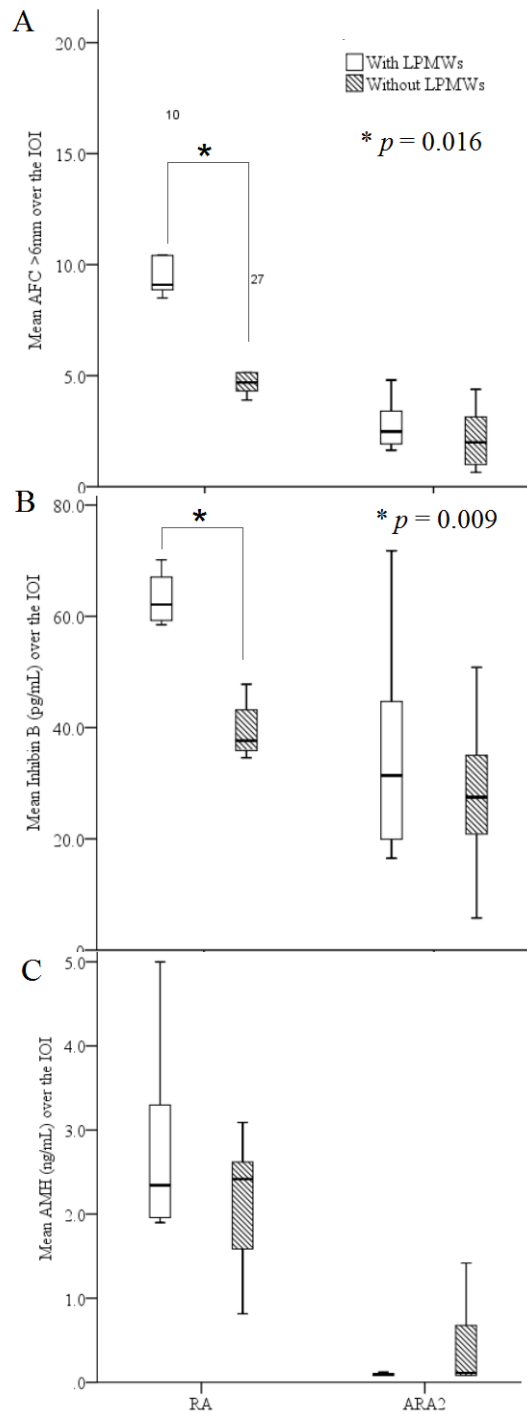 A
Mean AFC >6mm over the IOI
20.0
15.0
10.0
5.0
0
With LPMWs
Without LPMWs
* p = 0.016
10
*
27
B
Mean Inhibin B (pg/mL) over the IOI
80.0
60.0
40.0
20.0
0
*
* p = 0.009
C
Mean AMH (ng/mL) over the IOI
5.0
4.0
3.0
2.0
1.0
.0
RA
ARA2